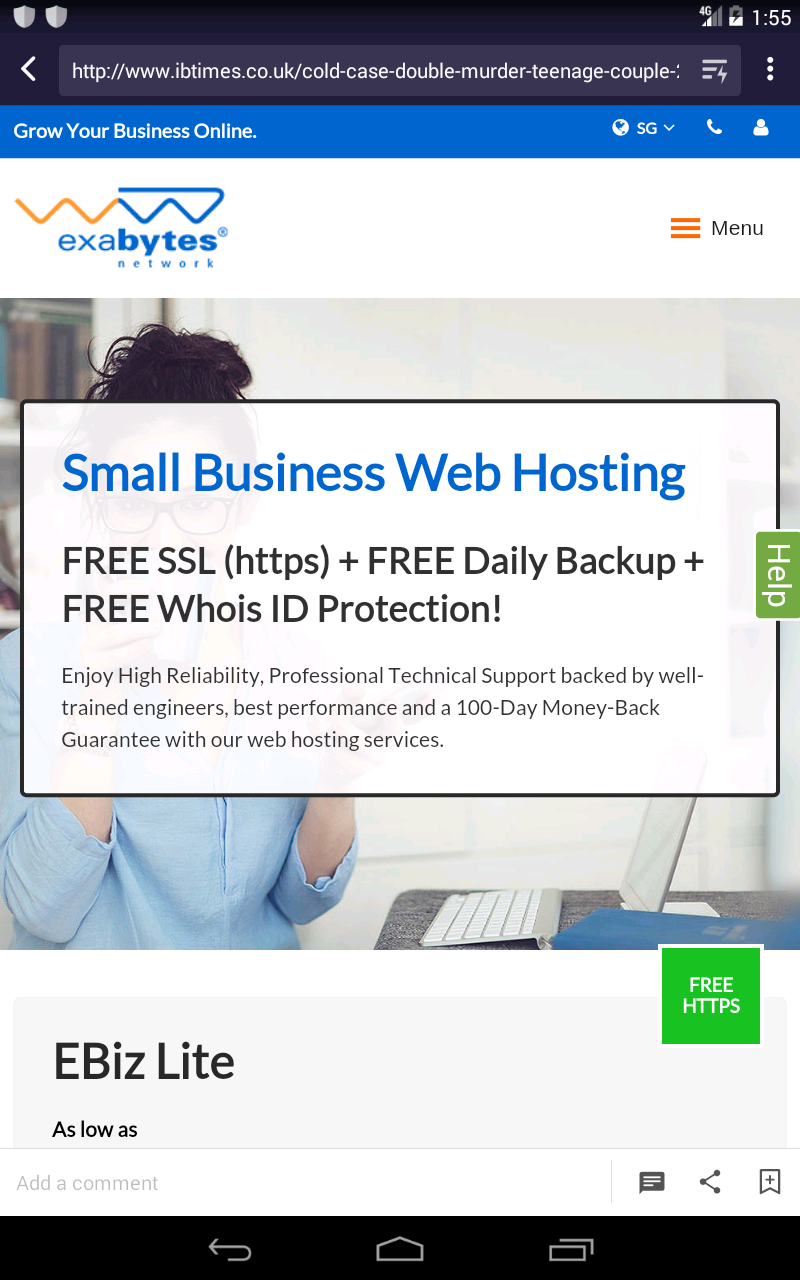 4G 1:55
http://www.ibtimes.co.uk/cold-case-double-murder-teenage-couple-2
Grow Your Business Online.
SG
exabytes®
network
Menu
Small Business Web Hosting
FREE SSL (https) + FREE Daily Backup +
FREE Whois ID Protection!
Help
Enjoy High Reliability, Professional Technical Support backed by well-
trained engineers, best performance and a 100-Day Money-Back
Guarantee with our web hosting services.
FREE
HTTPS
EBiz Lite
As low as
Add a comment